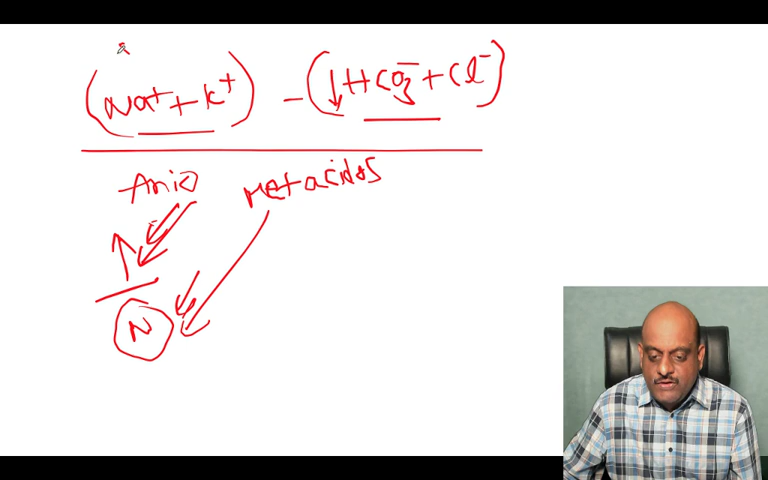 (Na+ + K+) - (↓HCO3- + Cl-)
Anio metacidos
↑
N